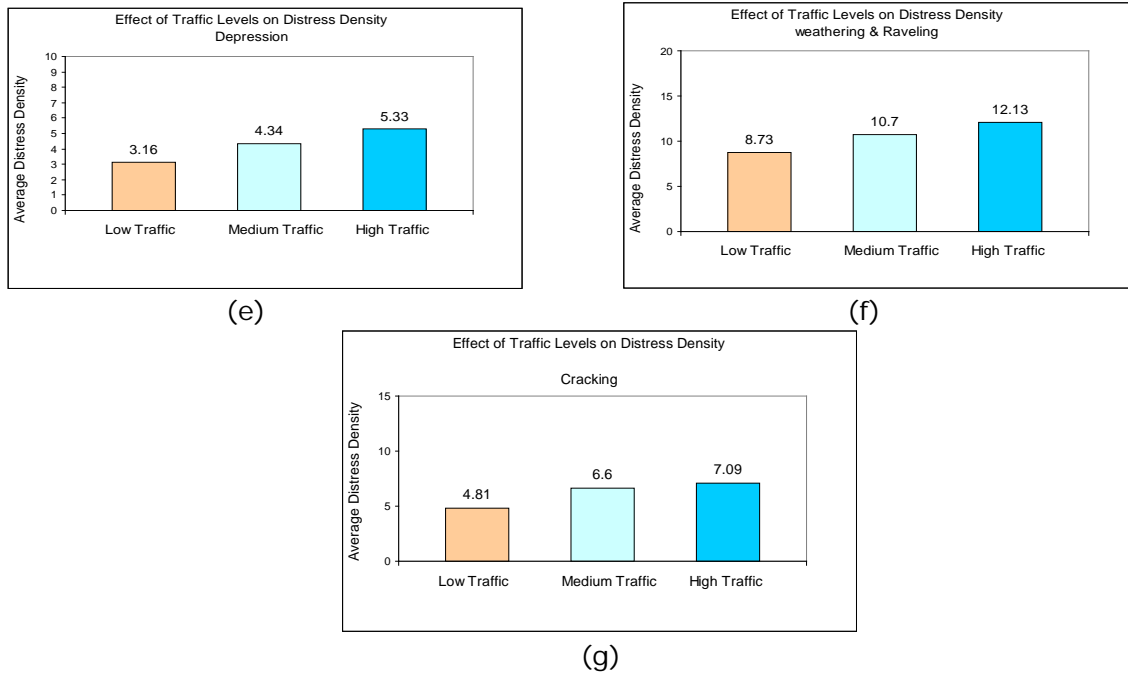 Effect of Traffic Levels on Distress Density
Depression
Average Distress Density
10
9
8
7
6
5
4
3
2
1
0
3.16
4.34
5.33
Low Traffic Medium Traffic High Traffic
(e)
Effect of Traffic Levels on Distress Density
weathering & Raveling
Average Distress Density
20
15
10
5
0
8.73
10.7
12.13
Low Traffic Medium Traffic High Traffic
(f)
Effect of Traffic Levels on Distress Density
Cracking
Average Distress Density
15
10
5
0
4.81
6.6
7.09
Low Traffic Medium Traffic High Traffic
(g)